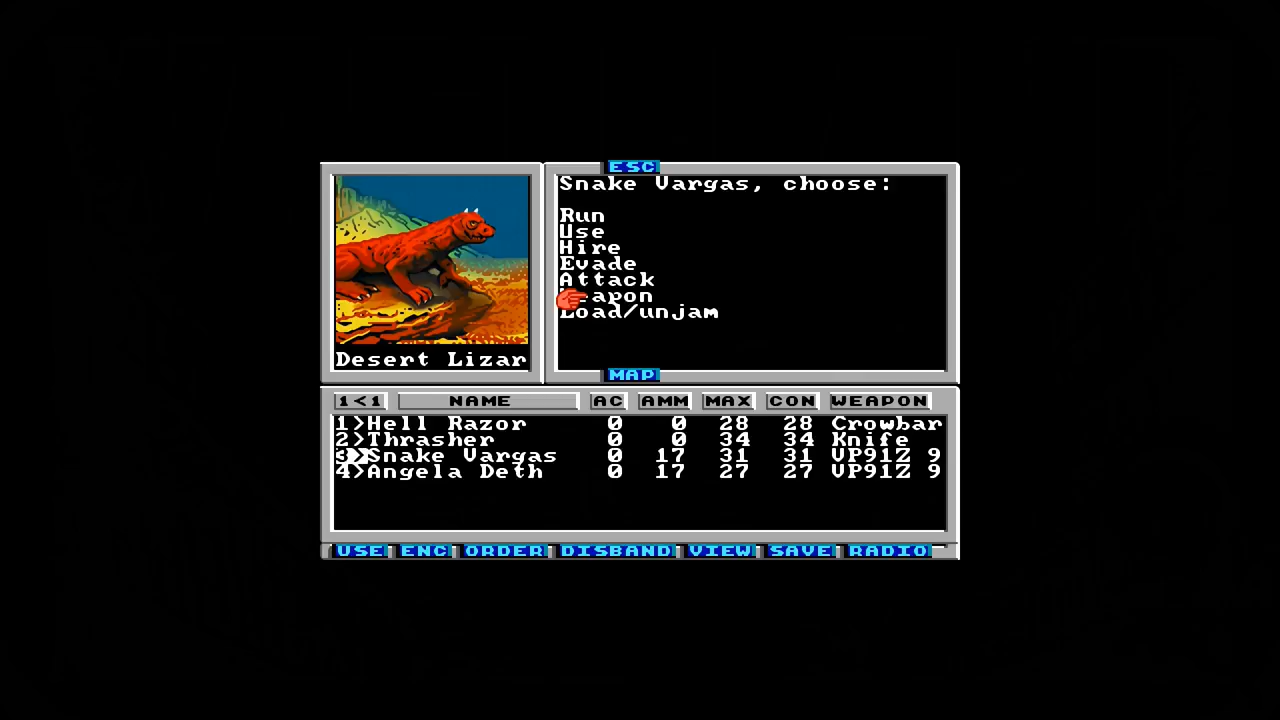 ESC
Snake Vargas, choose:
Run
Use
Hire
Evade
Attack
Weapon
Load/unjam
Desert Lizar
MAP
1<1 NAME AC AMM MAX CON WEAPON
1>Hell Razor 0 0 28 28 Crowbar
2>Thrasher 0 0 34 34 Knife
3>Snake Vargas 0 17 31 31 VP91Z 9
4>Angela Deth 0 17 27 27 VP91Z 9
USE ENC ORDER DISBAND VIEW SAVE RADIO